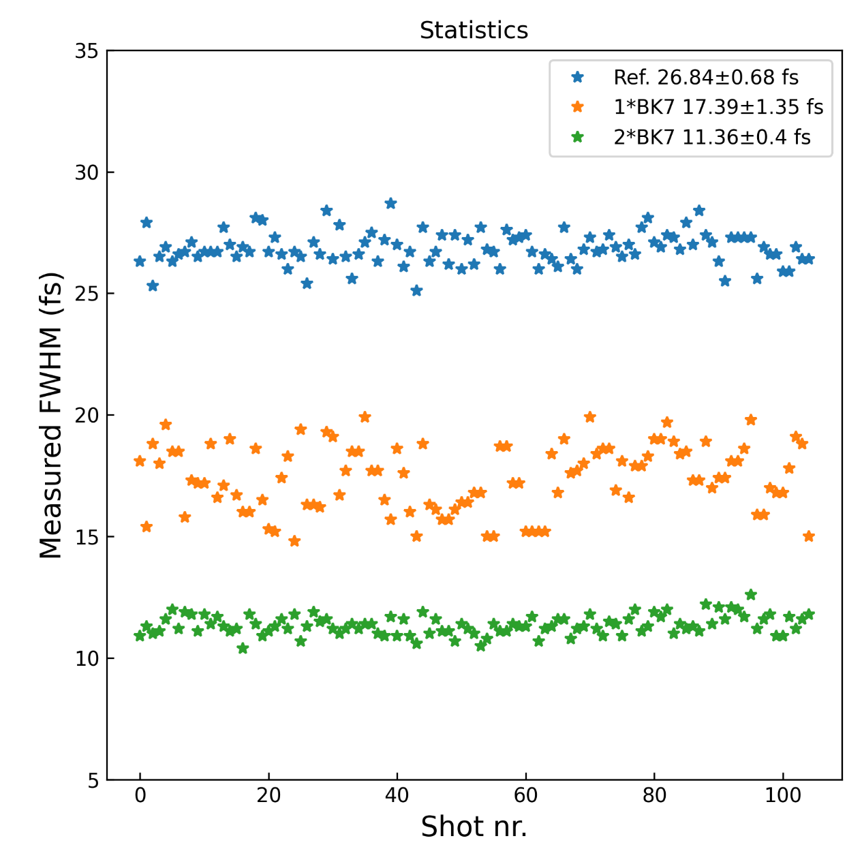 Statistics
35
Ref. 26.84±0.68 fs
1*BK7 17.39±1.35 fs
2*BK7 11.36±0.4 fs
30
25
20
15
10
5
Measured FWHM (fs)
0 20 40 60 80 100
Shot nr.